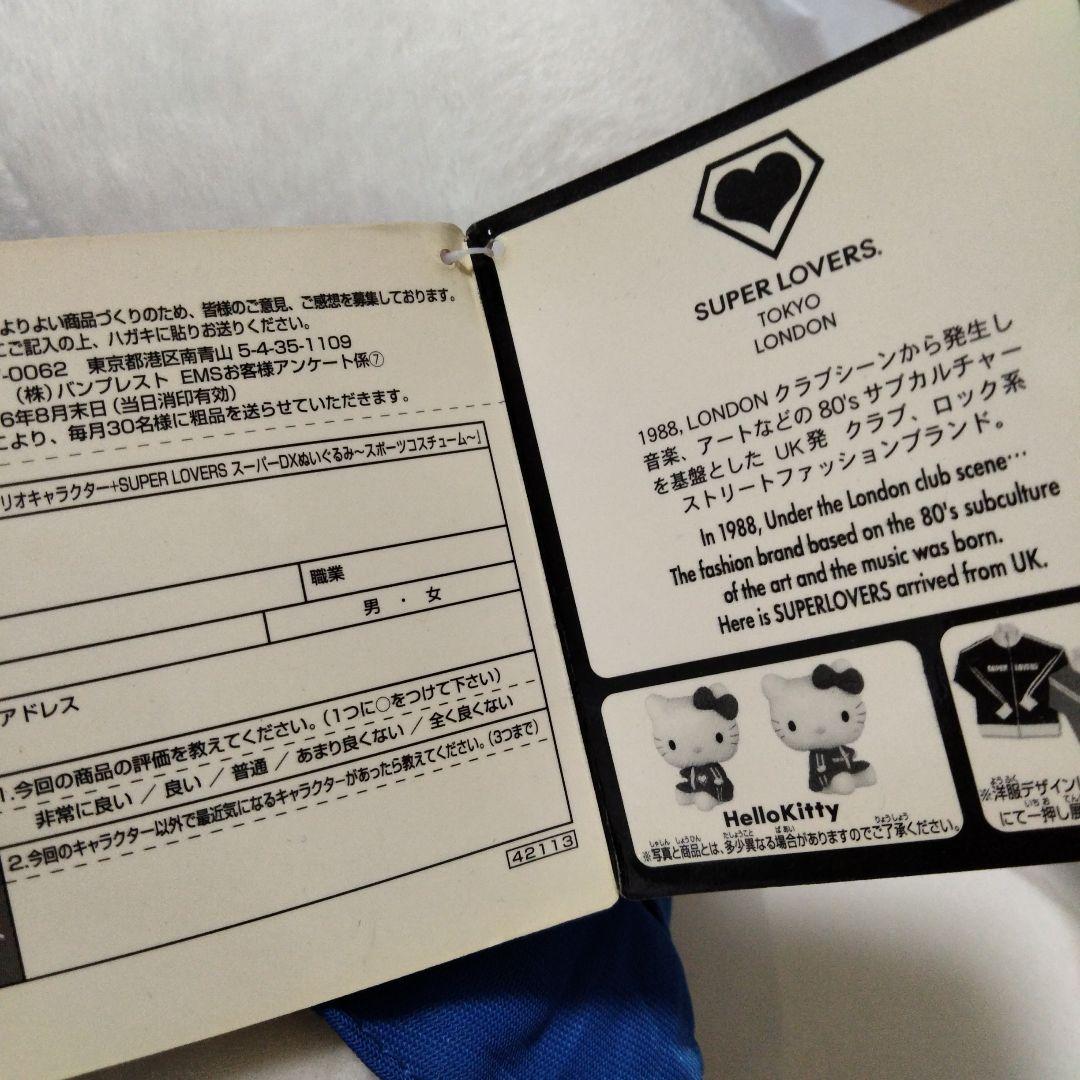 よりよい商品づくりのため、皆様のご意見、ご感想を募集しております。
ご記入の上、ハガキに貼りお送りください。
-0062 東京都港区南青山 5-4-35-1109
(株)バンプレスト EMSお客様アンケート係⑦
6年8月末日(当日消印有効)
により、毎月30名様に粗品を送らせていただきます。
リオキャラクター+SUPER LOVERS スーパーDXぬいぐるみ~スポーツコスチューム~」
職業
男 ・ 女
アドレス
1.今回の商品の評価を教えてください。(1つに○をつけて下さい)
非常に良い / 良い / 普通 / あまり良くない / 全く良くない
2.今回のキャラクター以外で最近気になるキャラクターがあったら教えてください。(3つまで)
42113
SUPER LOVERS.
TOKYO
LONDON
1988, LONDON クラブシーンから発生し
音楽、アートなどの 80's サブカルチャー
を基盤とした UK発 クラブ、ロック系
ストリートファッションブランド。
In 1988, Under the London club scene…
The fashion brand based on the 80's subculture
of the art and the music was born.
Here is SUPERLOVERS arrived from UK.
HelloKitty
※写真と商品とは、多少異なる場合がありますのでご了承ください。
SUPER LOVERS
※洋服デザイン
にて一押し展